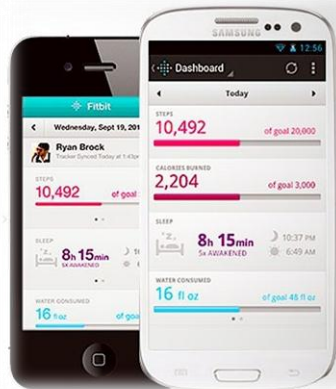 Fitbit
Wednesday, Sept 19, 201
Ryan Brock
Tracker Synced Today at 1:43p
STEPS
10,492
of goal
SLEEP
8h 15min
5x AWAKENED
WATER CONSUMED
16 fl oz
of goa
SAMSUNG
12:56
Dashboard
Today
STEPS
10,492 of goal 20,000
CALORIES BURNED
2,204 of goal 3,000
SLEEP
8h 15min
5x AWAKENED
10:37 PM
6:49 AM
WATER CONSUMED
16 fl oz of goal 48 fl oz